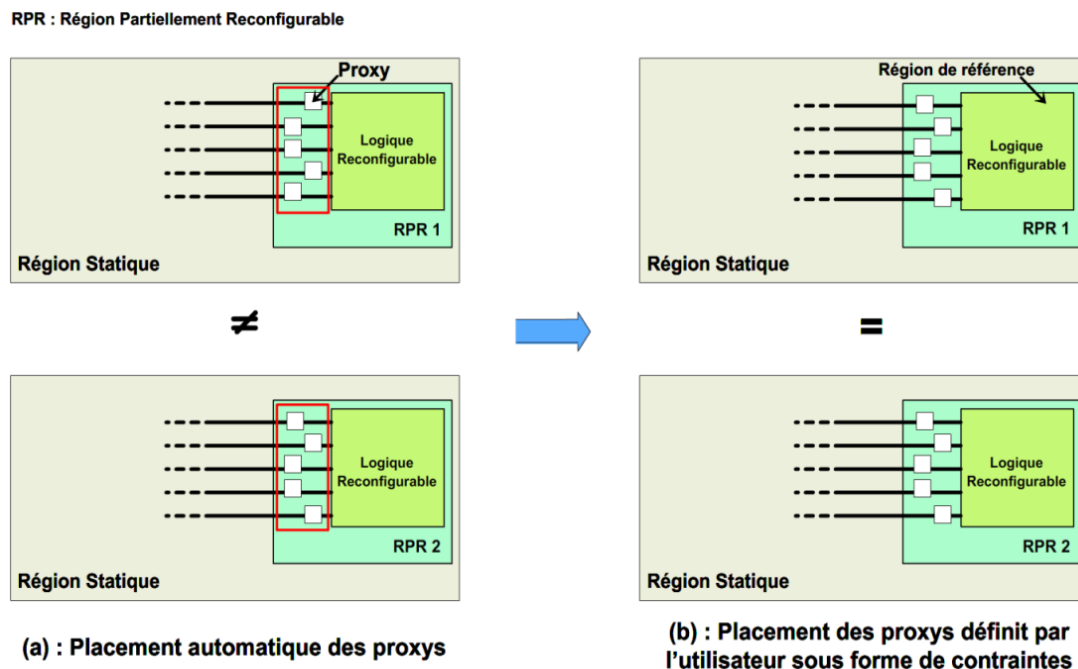 RPR : Région Partiellement Reconfigurable
Proxy
Logique
Reconfigurable
RPR 1
Région Statique
Région de référence
Logique
Reconfigurable
RPR 1
Région Statique
≠
=
Logique
Reconfigurable
RPR 2
Région Statique
Logique
Reconfigurable
RPR 2
Région Statique
(a) : Placement automatique des proxys
(b) : Placement des proxys définit par
l'utilisateur sous forme de contraintes